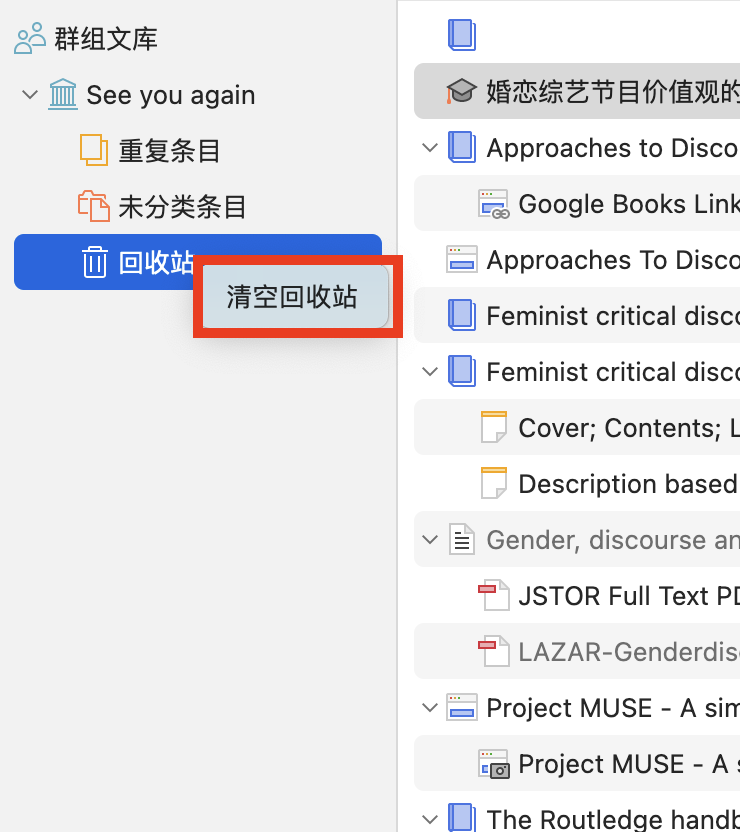 群组文库
See you again
重复条目
未分类条目
回收站
清空回收站
婚恋综艺节目价值观的
Approaches to Disco
Google Books Link
Approaches To Disco
Feminist critical disco
Feminist critical disco
Cover; Contents; L
Description based
Gender, discourse an
JSTOR Full Text PD
LAZAR-Genderdisc
Project MUSE - A sim
Project MUSE - A s
The Routledge handb